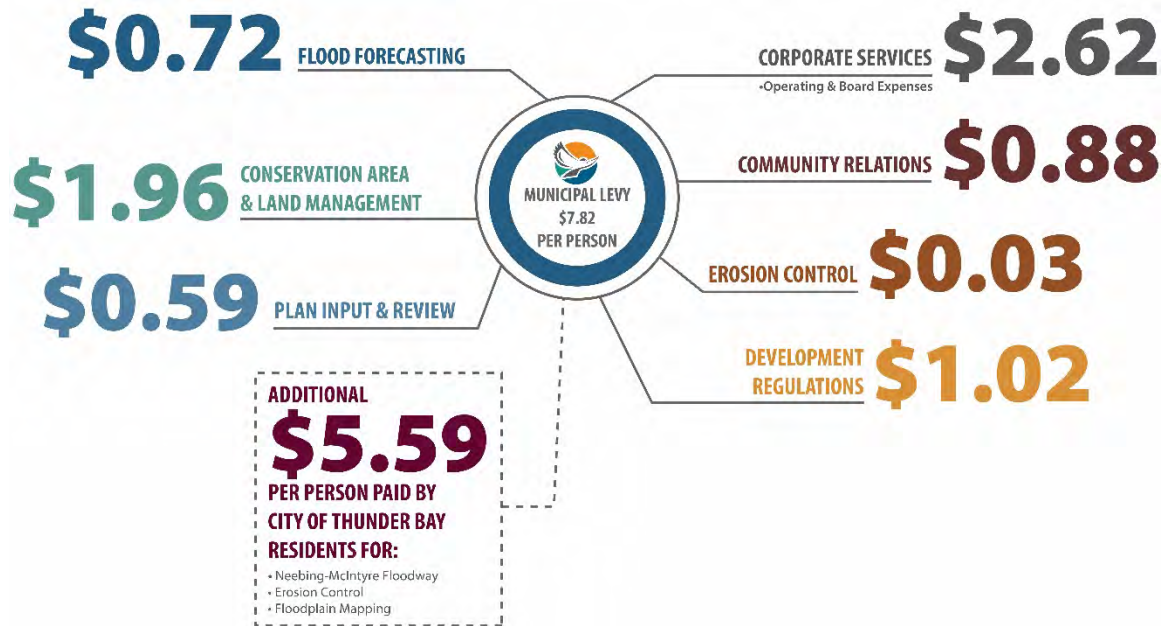 $0.72
FLOOD FORECASTING
$1.96
CONSERVATION AREA
& LAND MANAGEMENT
$0.59
PLAN INPUT & REVIEW
MUNICIPAL LEVY
$7.82
PER PERSON
CORPORATE SERVICES
•Operating & Board Expenses
$2.62
COMMUNITY RELATIONS
$0.88
EROSION CONTROL
$0.03
DEVELOPMENT
REGULATIONS
$1.02
ADDITIONAL
$5.59
PER PERSON PAID BY
CITY OF THUNDER BAY
RESIDENTS FOR:
• Neebing-McIntyre Floodway
• Erosion Control
• Floodplain Mapping